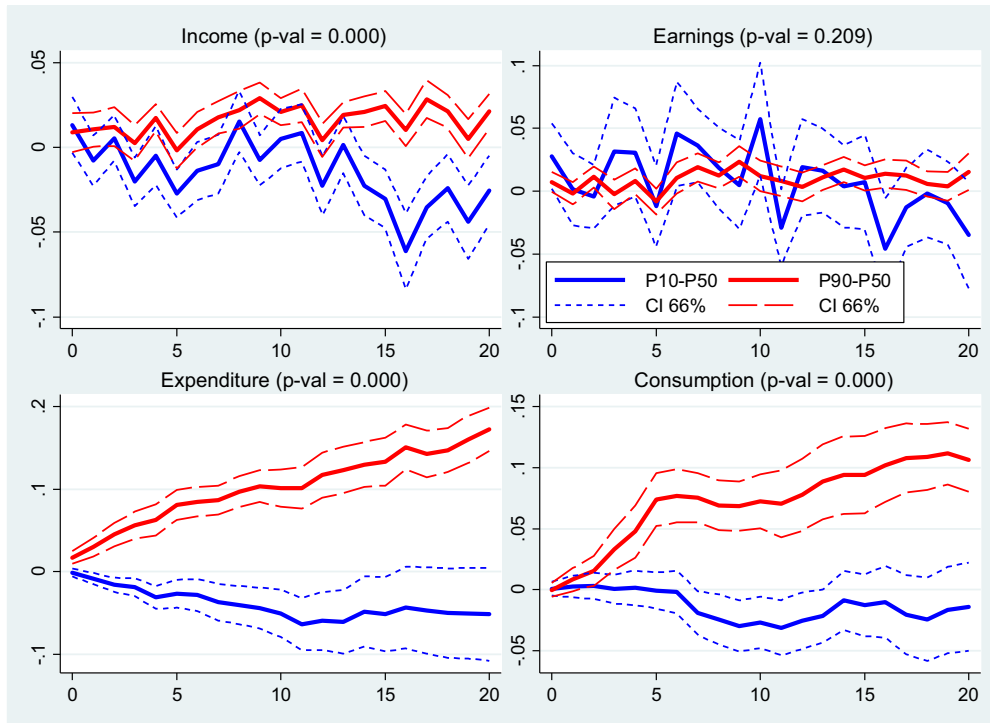 Income (p-val = 0.000)
.05
0
-.05
-.1
0 5 10 15 20
Earnings (p-val = 0.209)
.1
.05
0
-.05
-.1
P10-P50 P90-P50
CI 66% CI 66%
0 5 10 15 20
Expenditure (p-val = 0.000)
.2
.1
0
-.1
0 5 10 15 20
Consumption (p-val = 0.000)
.15
.1
.05
0
-.05
0 5 10 15 20